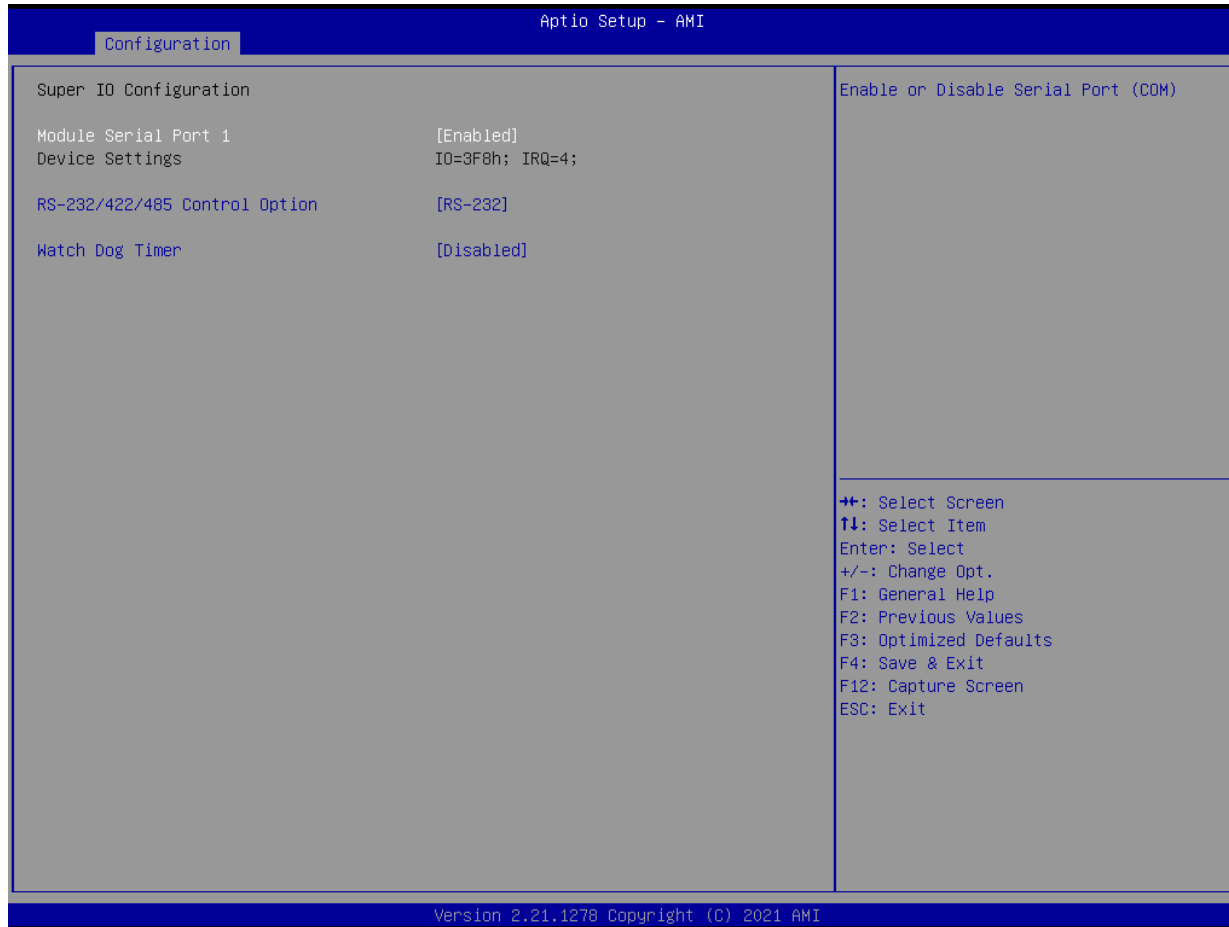 Aptio Setup – AMI
Configuration
Super IO Configuration
Module Serial Port 1 [Enabled]
Device Settings IO=3F8h; IRQ=4;
RS-232/422/485 Control Option [RS-232]
Watch Dog Timer [Disabled]
Enable or Disable Serial Port (COM)
→←: Select Screen
↑↓: Select Item
Enter: Select
+/-: Change Opt.
F1: General Help
F2: Previous Values
F3: Optimized Defaults
F4: Save & Exit
F12: Capture Screen
ESC: Exit
Version 2.21.1278 Copyright (C) 2021 AMI